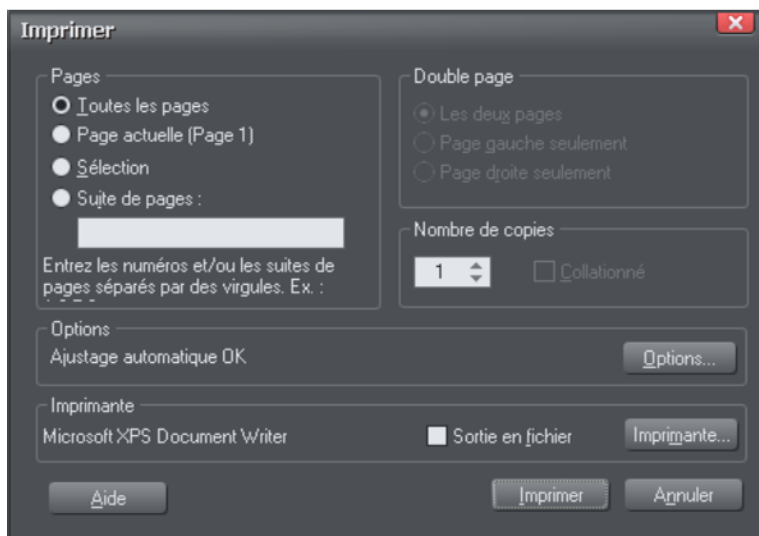 Imprimer
Pages
Toutes les pages
Page actuelle (Page 1)
Sélection
Suite de pages :
Entrez les numéros et/ou les suites de
pages séparés par des virgules. Ex. :
Double page
Les deux pages
Page gauche seulement
Page droite seulement
Nombre de copies
1
Collationné
Options
Ajustage automatique OK
Options...
Imprimante
Microsoft XPS Document Writer
Sortie en fichier
Imprimante...
Aide
Imprimer
Annuler